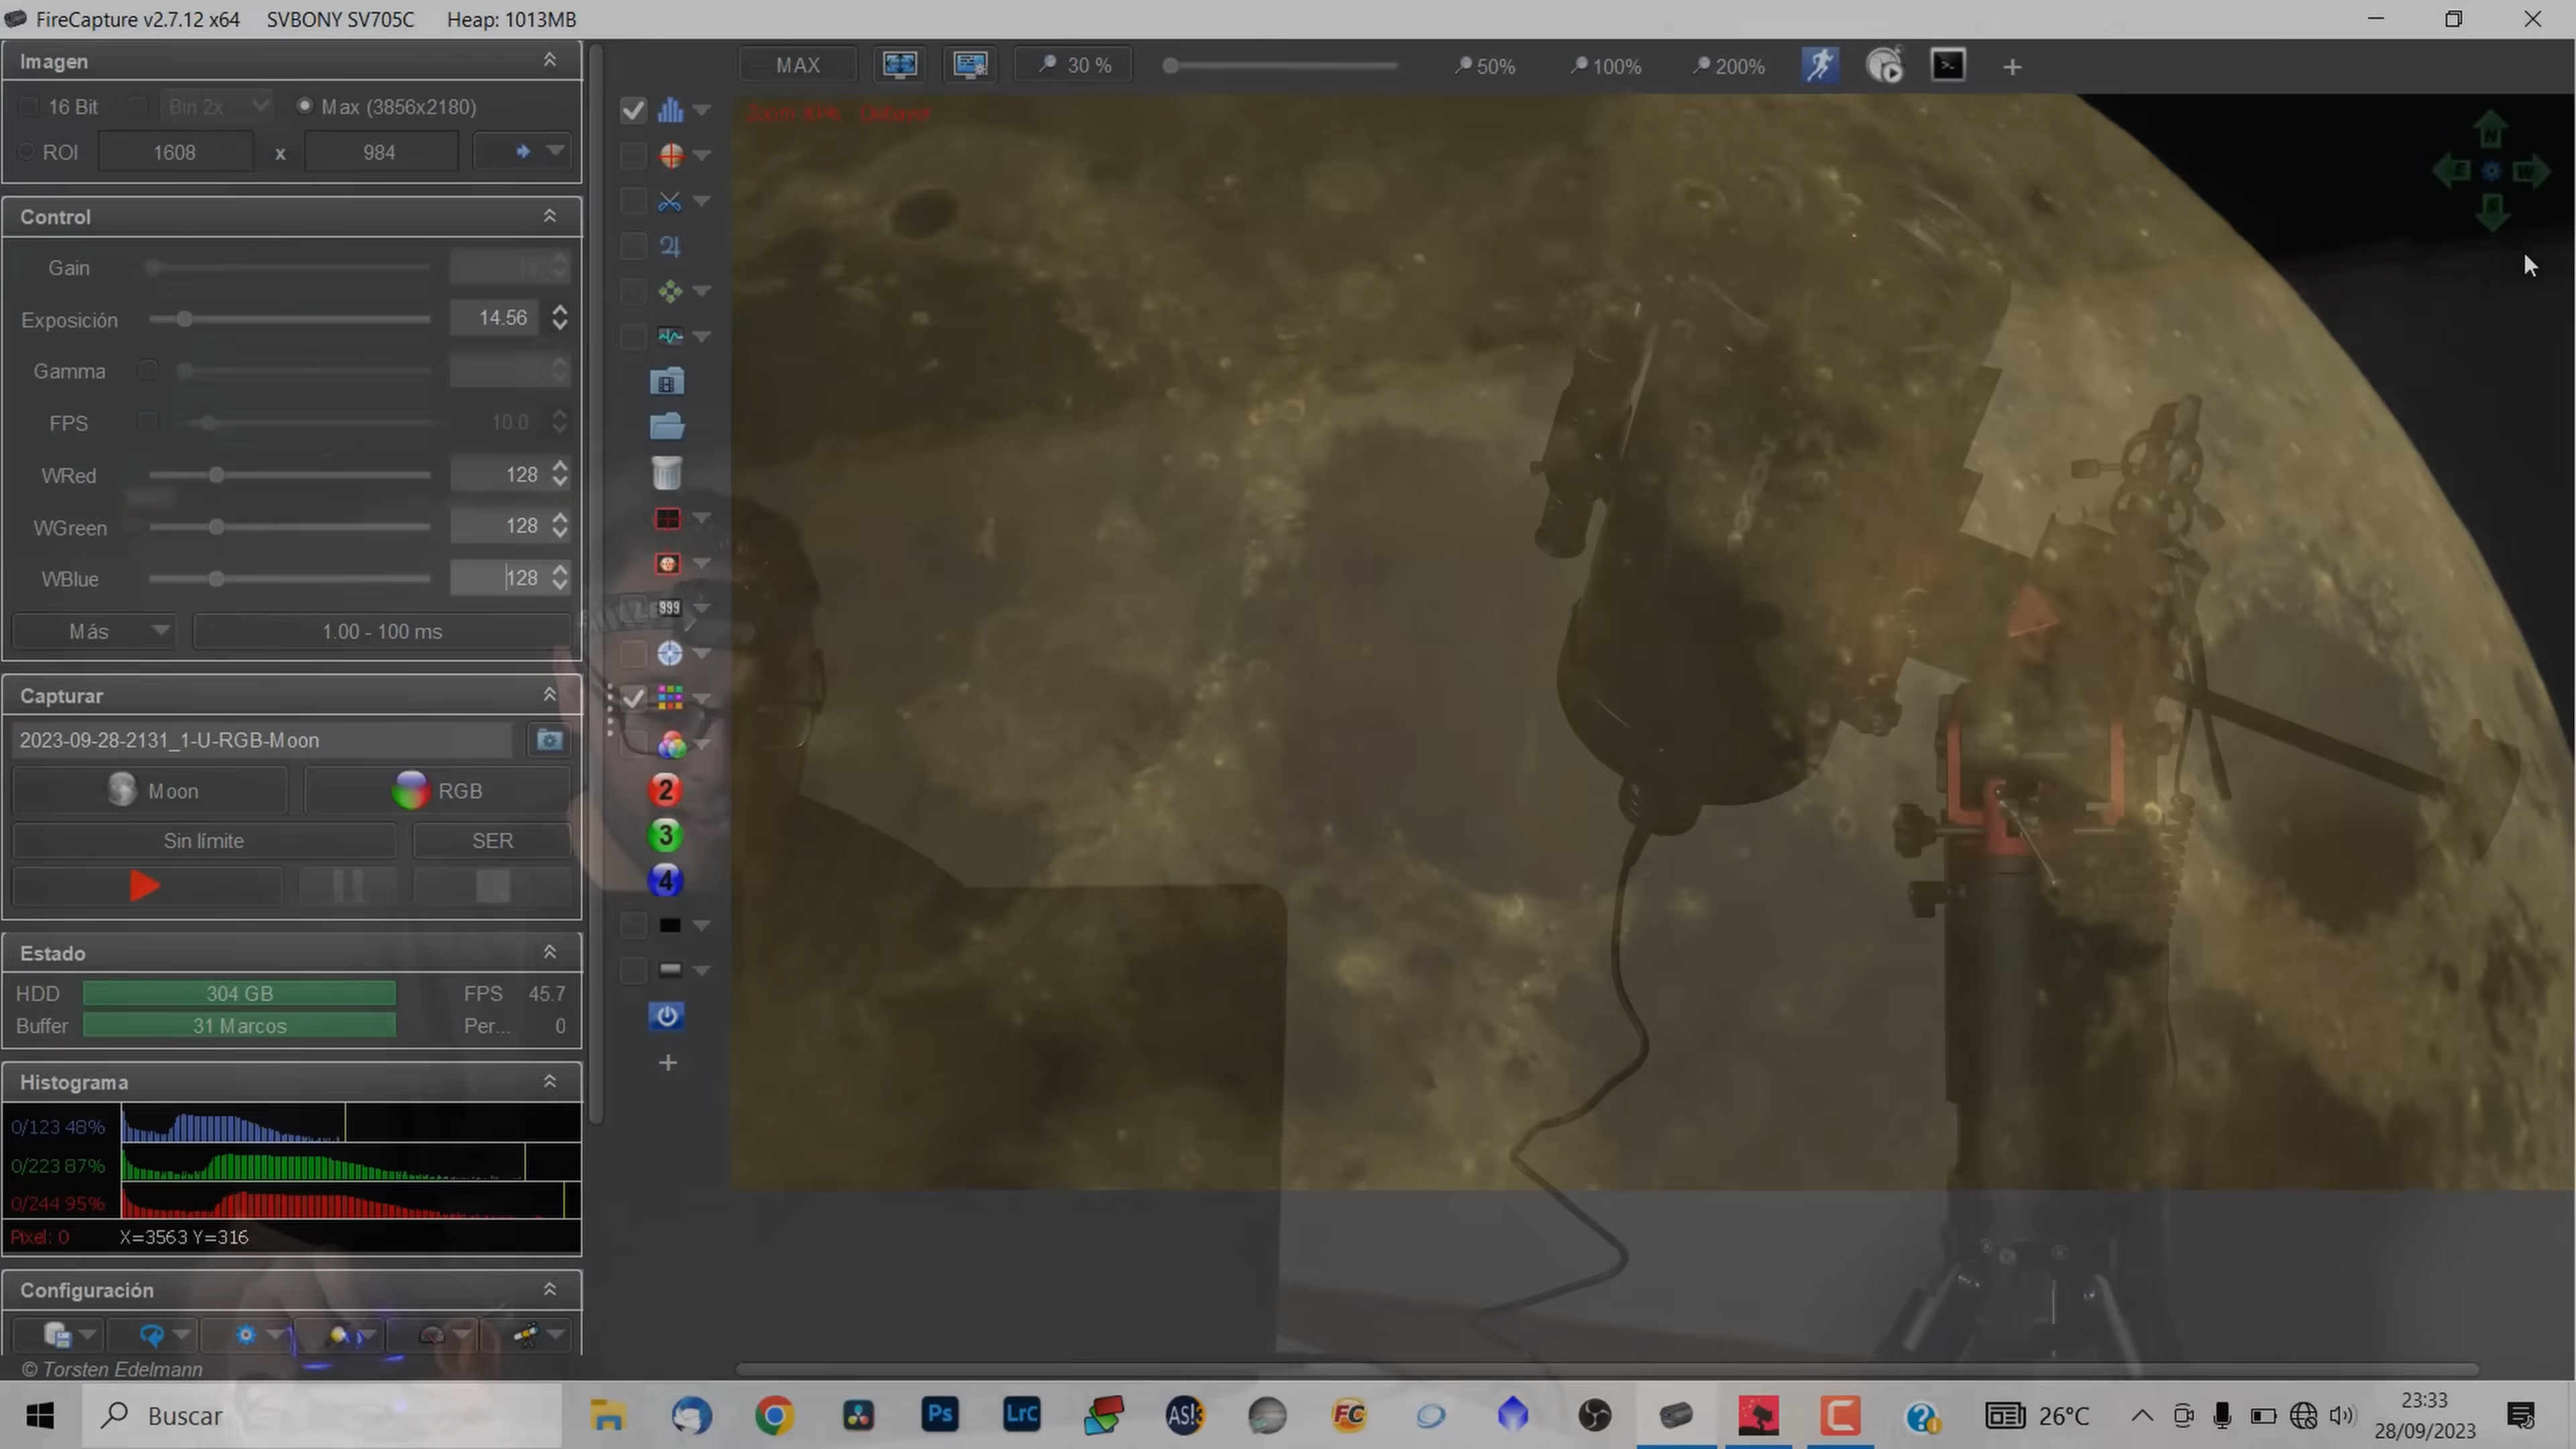 FireCapture v2.7.12 x64 SVBONY SV705C Heap: 1013MB
Imagen
16 Bit Bin 2x Max (3856x2180)
ROI 1608 x 984
Control
Gain
Exposición 14.56
Gamma
FPS 10.0
WRed 128
WGreen 128
WBlue 128
Más 1.00 - 100 ms
Capturar
2023-09-28-2131_1-U-RGB-Moon
Moon RGB
Sin límite SER
Estado
HDD 304 GB FPS 45.7
Buffer 31 Marcos Per... 0
Histograma
0/123 48%
0/223 87%
0/244 95%
Pixel: 0 X=3563 Y=316
Configuración
© Torsten Edelmann
MAX 30 % 50% 100% 200%
Debayer
N
E W
S
999
2
3
4
Buscar
Ps
LrC
AS!3
FC
26°C
23:33
28/09/2023